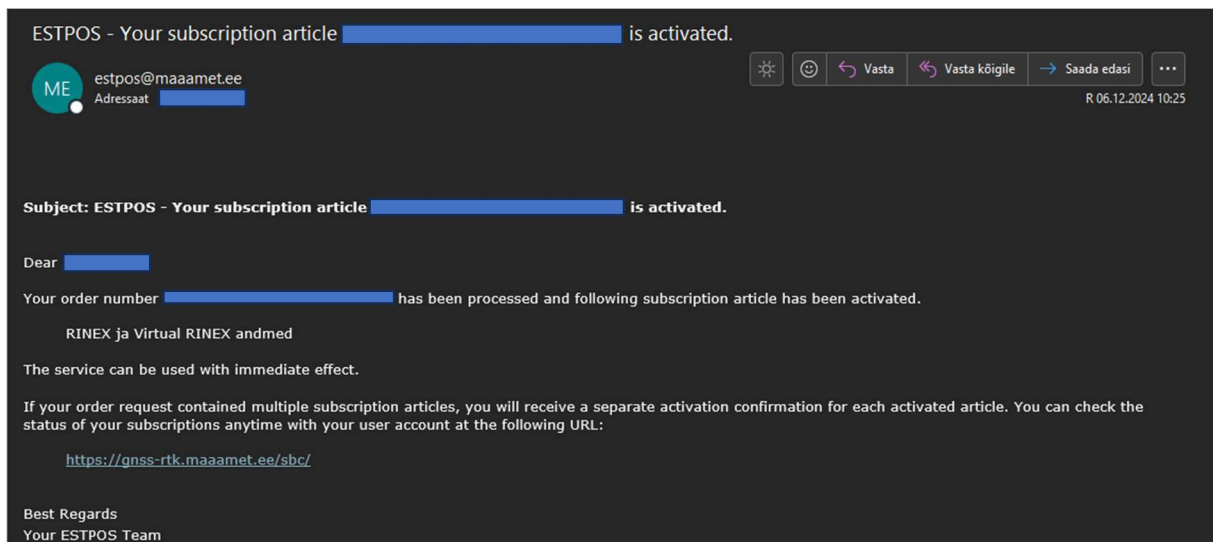 ESTPOS - Your subscription article is activated.
ME
estpos@maaamet.ee
Adressaat
Vasta
Vasta kõigile
Saada edasi
R 06.12.2024 10:25
Subject: ESTPOS - Your subscription article is activated.
Dear
Your order number has been processed and following subscription article has been activated.
RINEX ja Virtual RINEX andmed
The service can be used with immediate effect.
If your order request contained multiple subscription articles, you will receive a separate activation confirmation for each activated article. You can check the
status of your subscriptions anytime with your user account at the following URL:
https://gnss-rtk.maaamet.ee/sbc/
Best Regards
Your ESTPOS Team